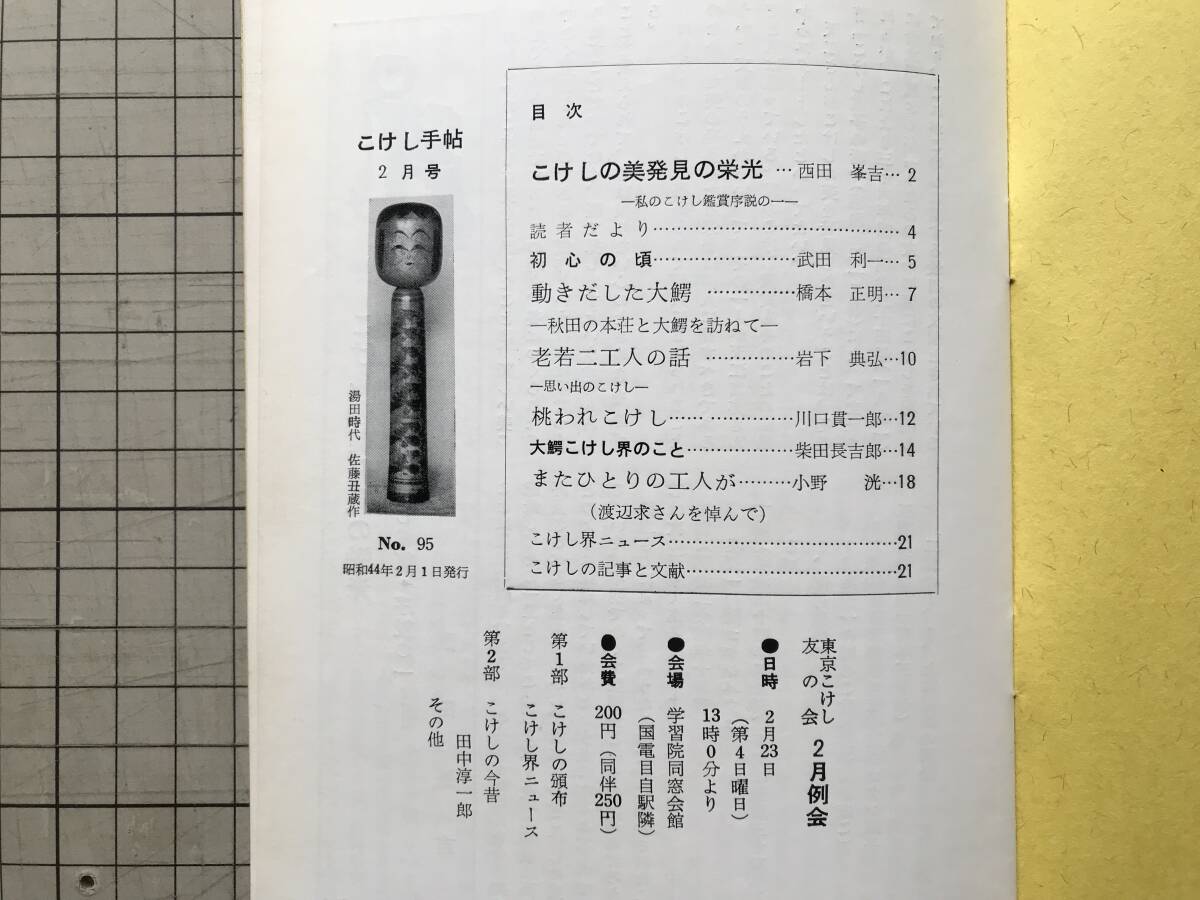 こけし手帖
2月号
湯田時代 佐藤丑蔵作
No. 95
昭和44年2月1日発行
目次
こけしの美発見の栄光…西田 峯吉…2
―私のこけし鑑賞序説の一―
読者だより……………………………………4
初心の頃……………………武田 利一…5
動きだした大鰐……………橋本 正明…7
―秋田の本荘と大鰐を訪ねて―
老若二工人の話……………岩下 典弘…10
―思い出のこけし―
桃われこけし…… ……………川口貫一郎…12
大鰐こけし界のこと………………柴田長吉郎…14
またひとりの工人が………小野 洸…18
(渡辺求さんを悼んで)
こけし界ニュース……………………………………21
こけしの記事と文献…………………………………21
東京こけし友の会 2月例会
●日時 2月23日
(第4日曜日)
13時0分より
●会場 学習院同窓会館
(国電目白駅隣)
●会費 200円(同伴250円)
第1部 こけしの頒布
こけし界ニュース
第2部 こけしの今昔
田中淳一郎
その他